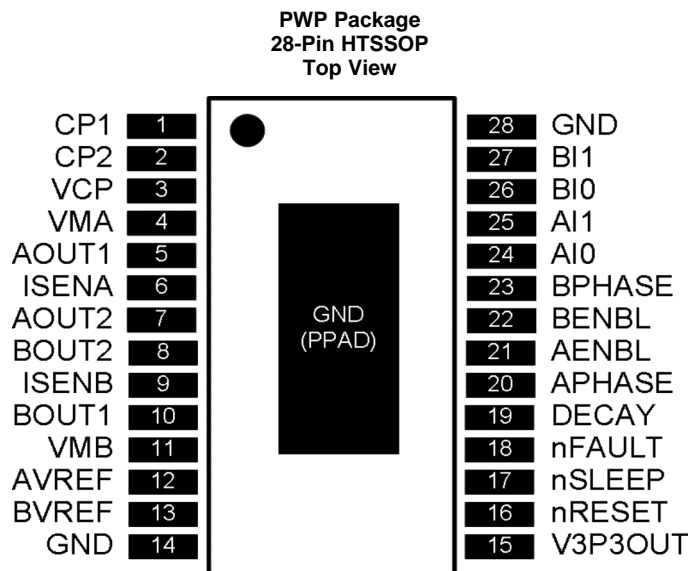 PWP Package
28-Pin HTSSOP
Top View
CP1 1 28 GND
CP2 2 27 BI1
VCP 3 26 BI0
VMA 4 25 AI1
AOUT1 5 24 AI0
ISENA 6 23 BPHASE
AOUT2 7 22 BENBL
BOUT2 8 21 AENBL
ISENB 9 20 APHASE
BOUT1 10 19 DECAY
VMB 11 18 nFAULT
AVREF 12 17 nSLEEP
BVREF 13 16 nRESET
GND 14 15 V3P3OUT
GND
(PPAD)